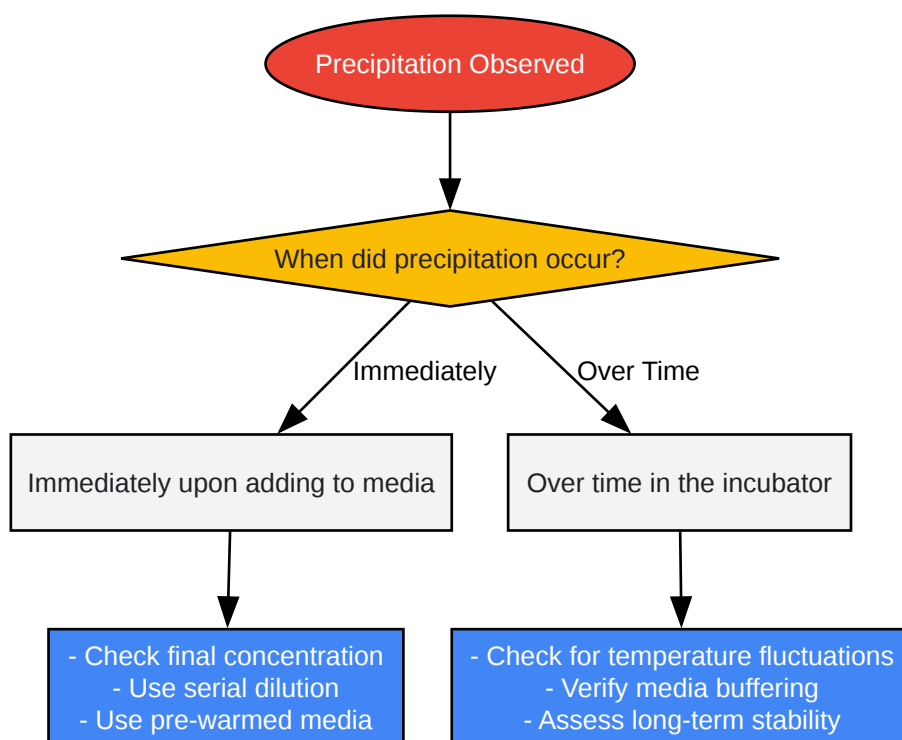 Precipitation Observed
When did precipitation occur?
Immediately
Over Time
Immediately upon adding to media
Over time in the incubator
- Check final concentration
- Use serial dilution
- Use pre-warmed media
- Check for temperature fluctuations
- Verify media buffering
- Assess long-term stability